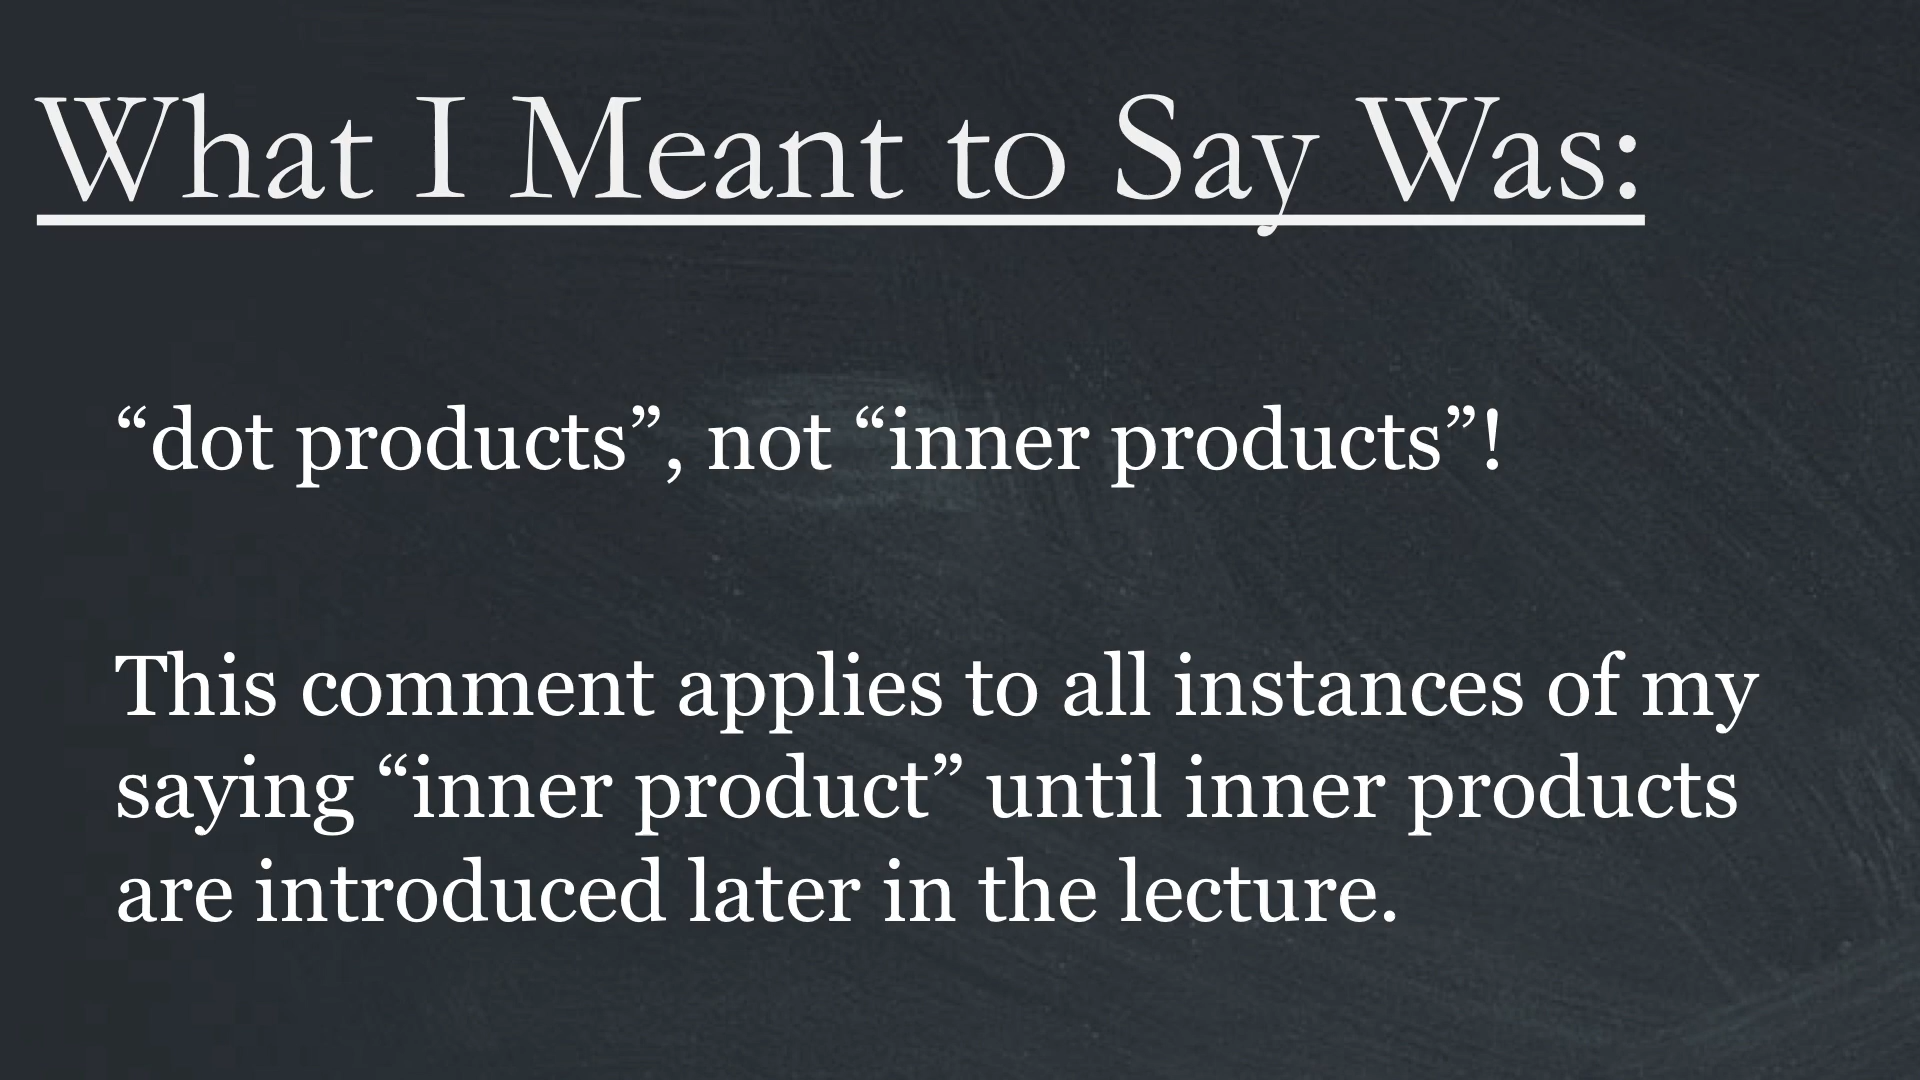 What I Meant to Say Was:
“dot products”, not “inner products”!
This comment applies to all instances of my
saying “inner product” until inner products
are introduced later in the lecture.